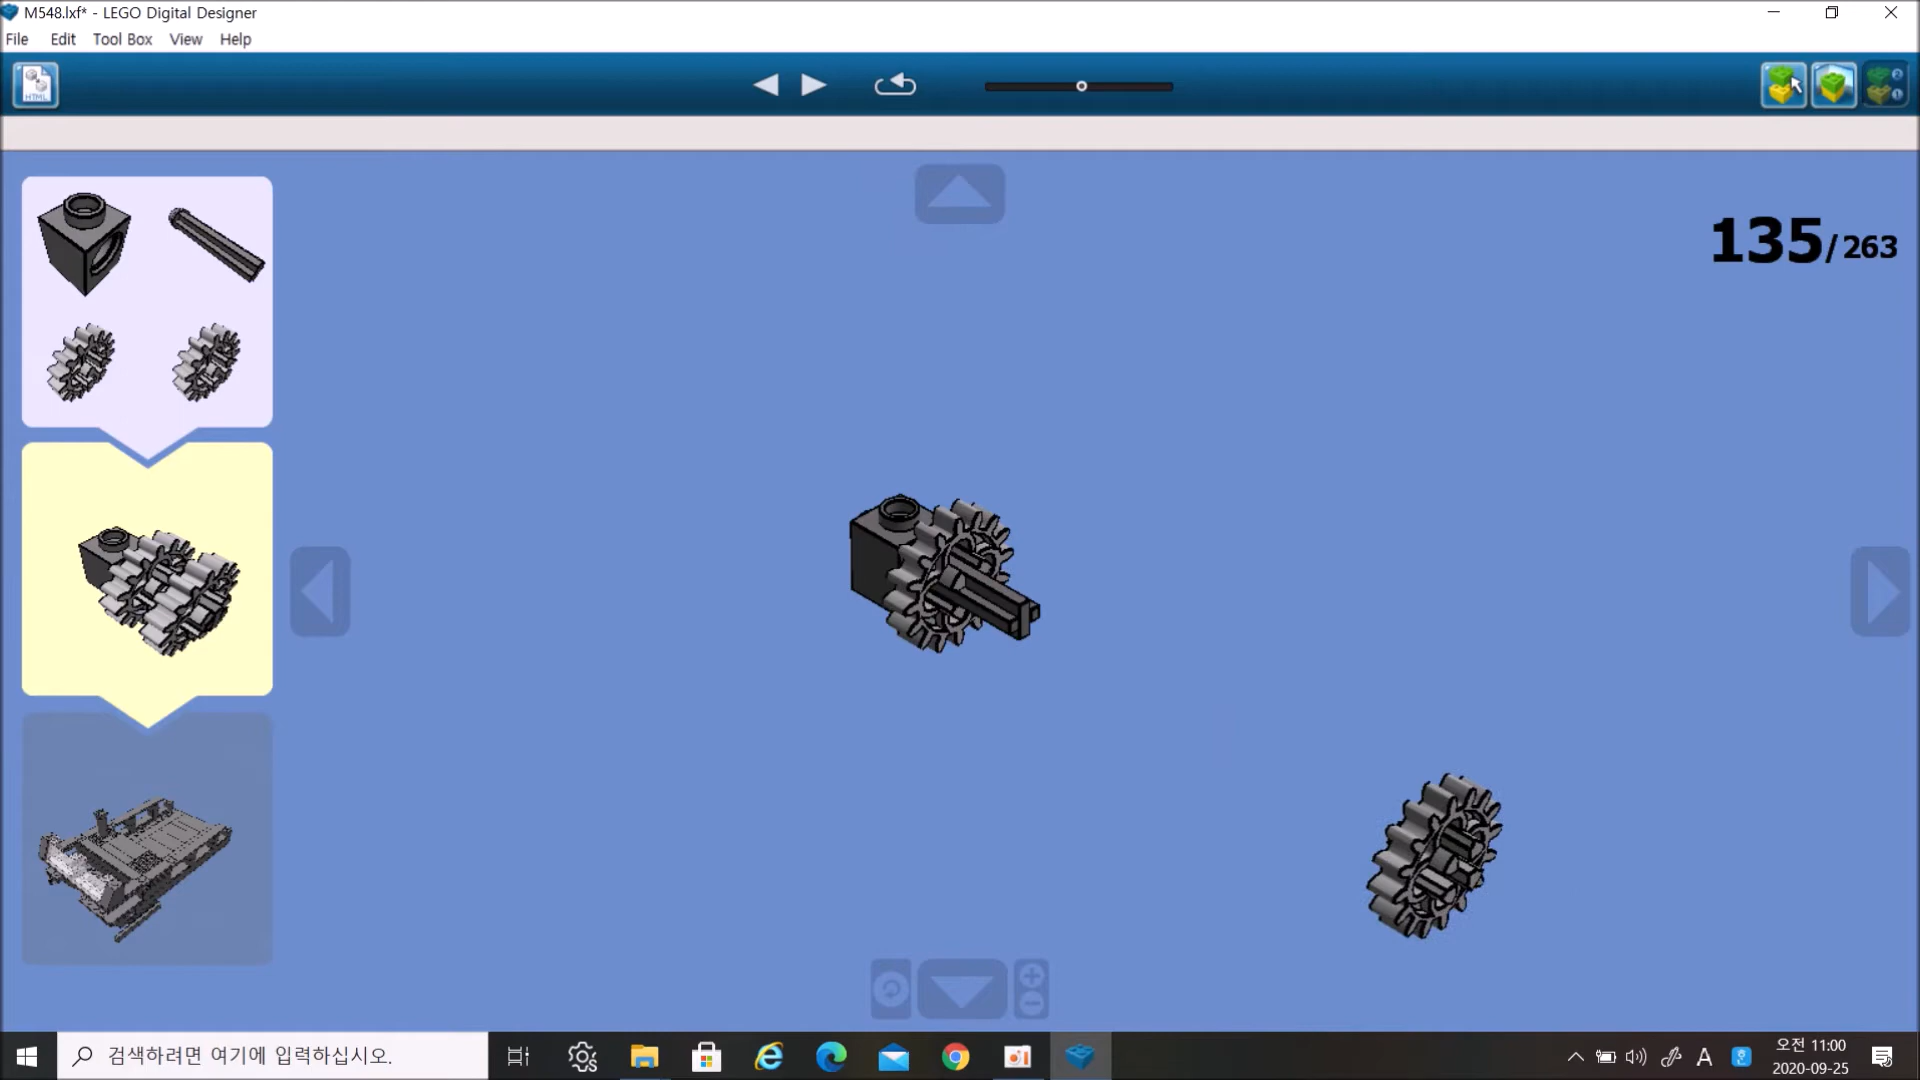 M548.lxf* - LEGO Digital Designer
File Edit Tool Box View Help
HTML
135/263
검색하려면 여기에 입력하십시오.
A
오전 11:00
2020-09-25